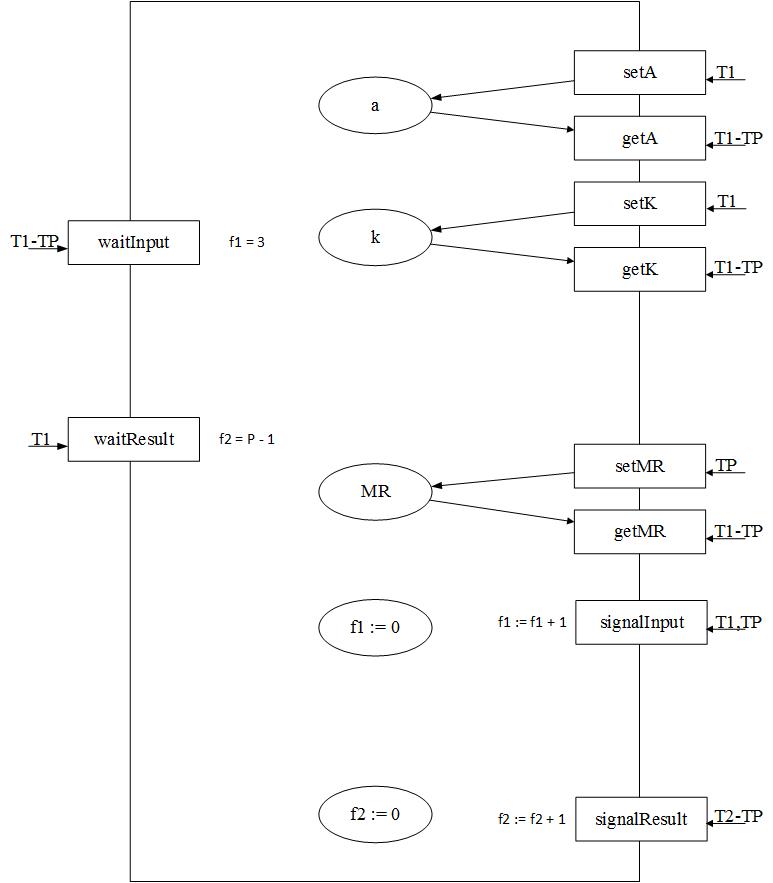 setA
T1
a
getA
T1-TP
setK
T1
T1-TP
waitInput
f1 = 3
k
getK
T1-TP
T1
waitResult
f2 = P - 1
setMR
TP
MR
getMR
T1-TP
f1 := 0
f1 := f1 + 1
signalInput
T1,TP
f2 := 0
f2 := f2 + 1
signalResult
T2-TP